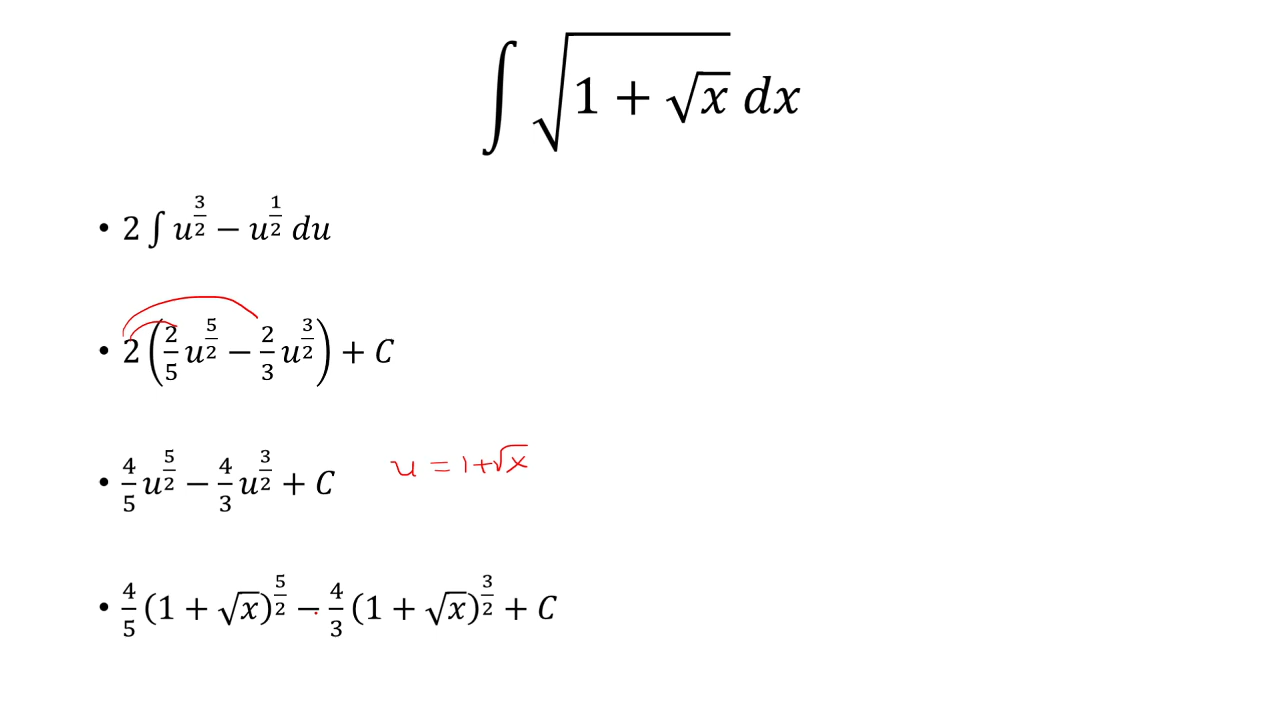 ∫ √(1 + √x) dx
• 2 ∫ u^(3/2) − u^(1/2) du
• 2 (2/5 u^(5/2) − 2/3 u^(3/2)) + C
• 4/5 u^(5/2) − 4/3 u^(3/2) + C u = 1+√x
• 4/5 (1 + √x)^(5/2) − 4/3 (1 + √x)^(3/2) + C